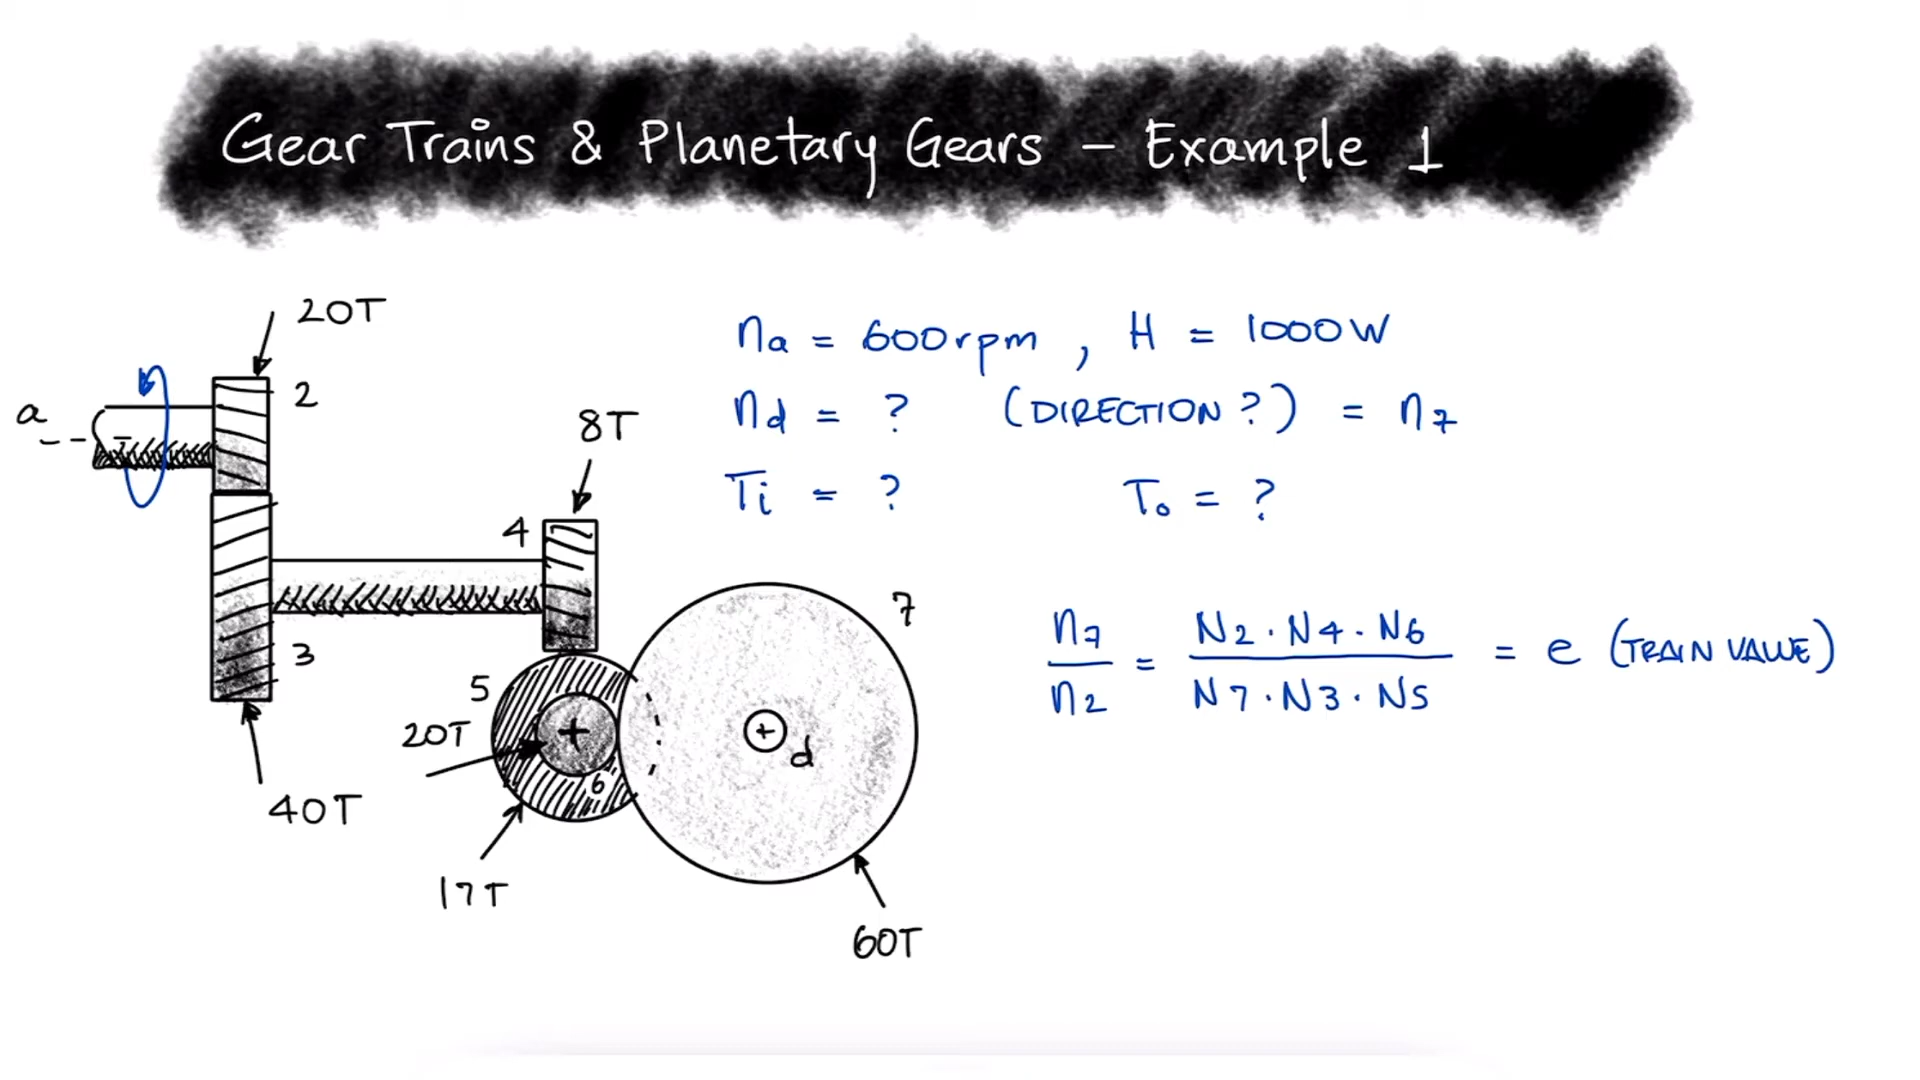 Gear Trains & Planetary Gears - Example 1
20T
na = 600rpm , H = 1000W
2
a
nd = ? (DIRECTION?) = n7
8T
Ti = ? To = ?
4
7
n7/n2 = N2·N4·N6/N7·N3·N5 = e (TRAIN VALUE)
3
5
20T
d
6
40T
17T
60T